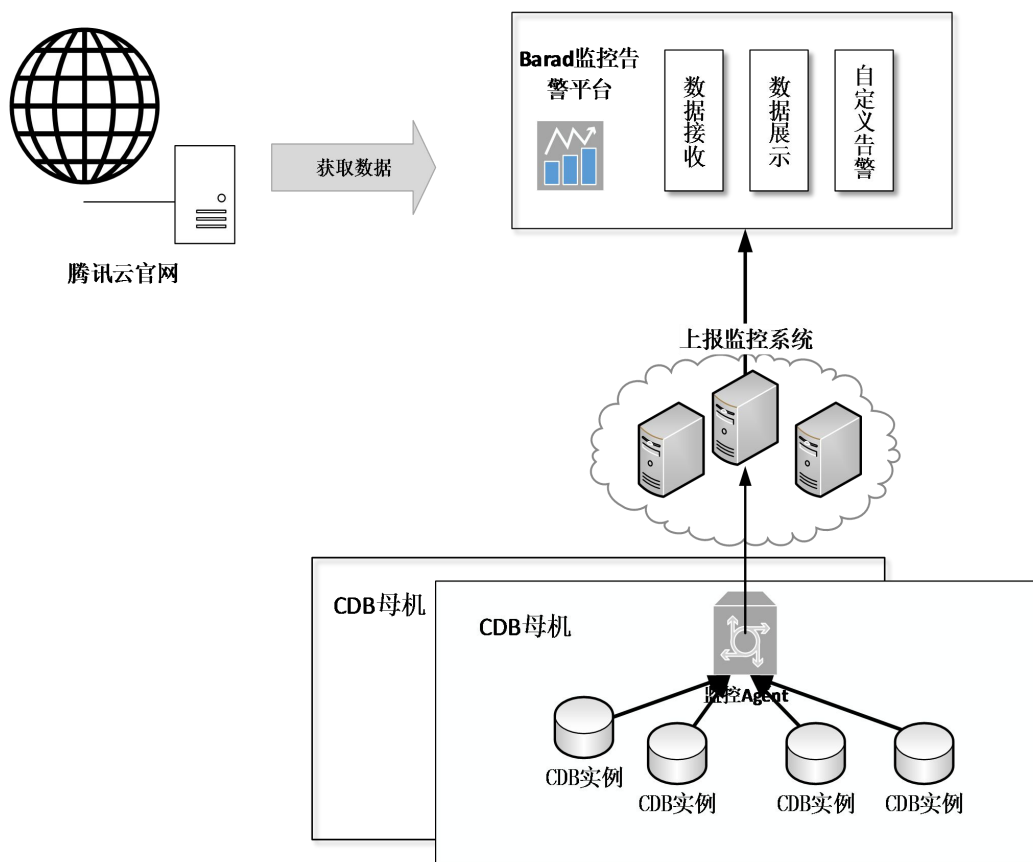 Barad监控告
警平台
数据接收
数据展示
自定义告警
获取数据
腾讯云官网
上报监控系统
CDB母机
CDB母机
监控Agent
CDB实例
CDB实例
CDB实例
CDB实例